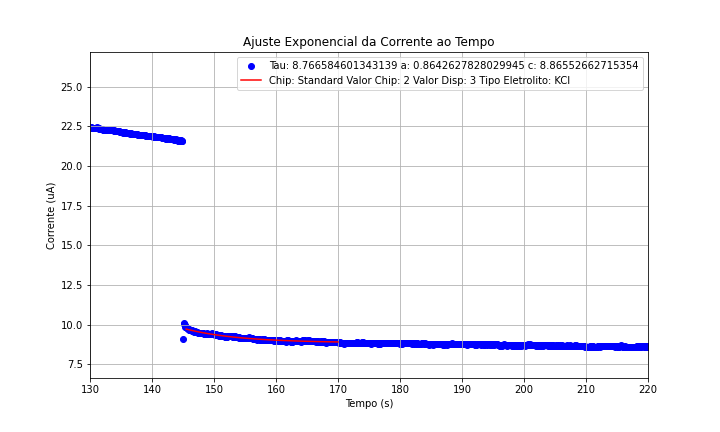 Ajuste Exponencial da Corrente ao Tempo
Tau: 8.766584601343139 a: 0.8642627828029945 c: 8.86552662715354
Chip: Standard Valor Chip: 2 Valor Disp: 3 Tipo Eletrolito: KCl
25.0
22.5
20.0
17.5
15.0
12.5
10.0
7.5
Corrente (uA)
130 140 150 160 170 180 190 200 210 220
Tempo (s)